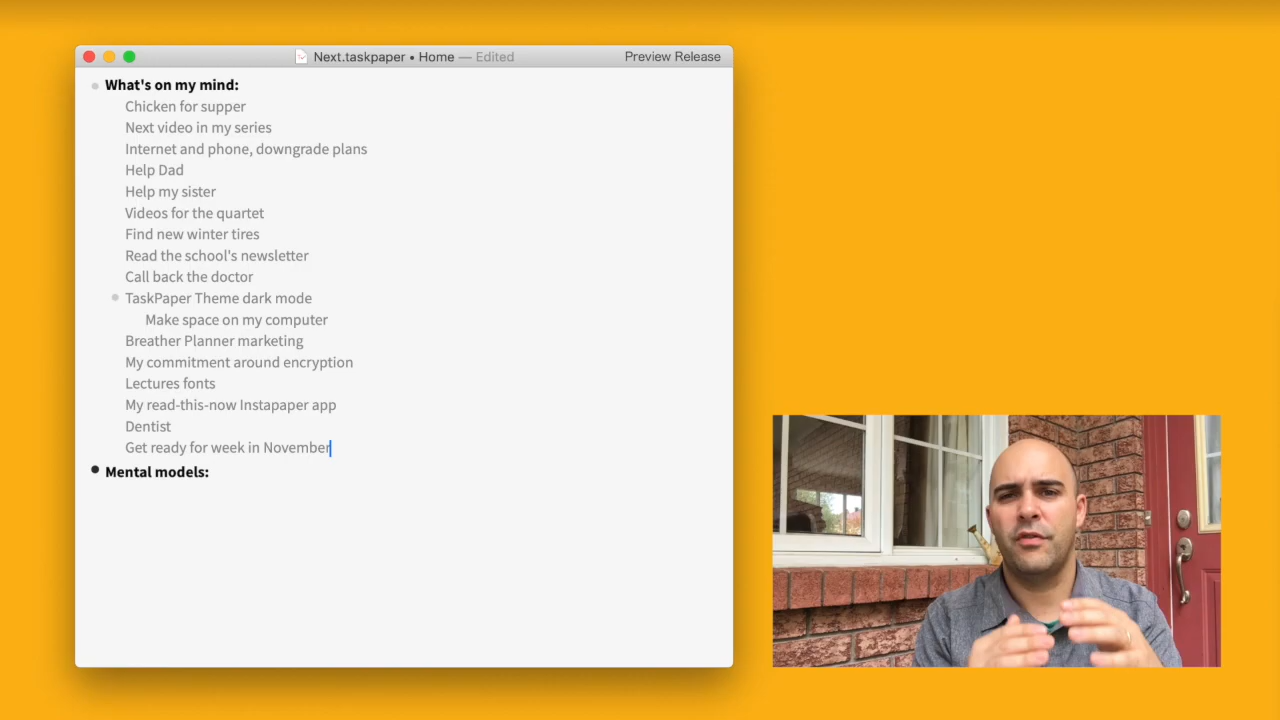 Next.taskpaper • Home — Edited
Preview Release
What's on my mind:
Chicken for supper
Next video in my series
Internet and phone, downgrade plans
Help Dad
Help my sister
Videos for the quartet
Find new winter tires
Read the school's newsletter
Call back the doctor
TaskPaper Theme dark mode
Make space on my computer
Breather Planner marketing
My commitment around encryption
Lectures fonts
My read-this-now Instapaper app
Dentist
Get ready for week in November
Mental models: